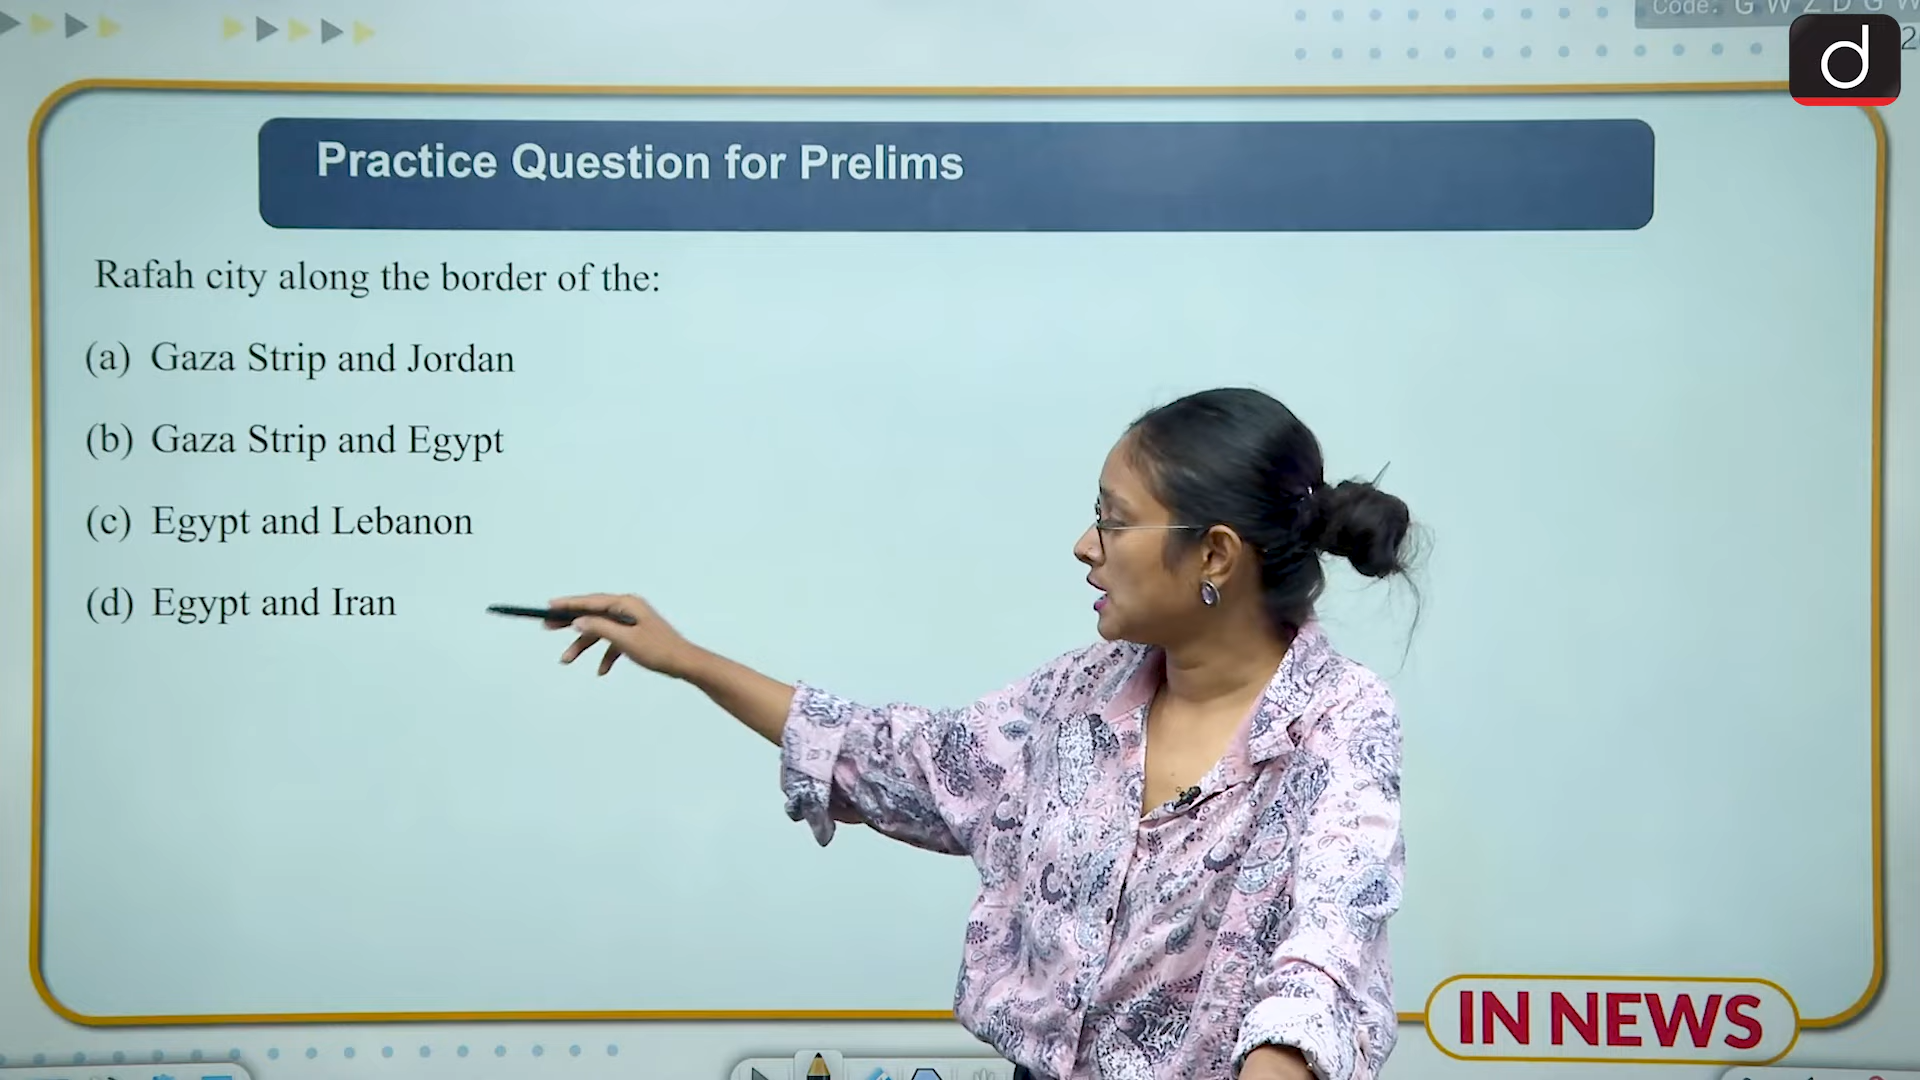 Code: G W Z D G W
d
Practice Question for Prelims
Rafah city along the border of the:
(a) Gaza Strip and Jordan
(b) Gaza Strip and Egypt
(c) Egypt and Lebanon
(d) Egypt and Iran
IN NEWS